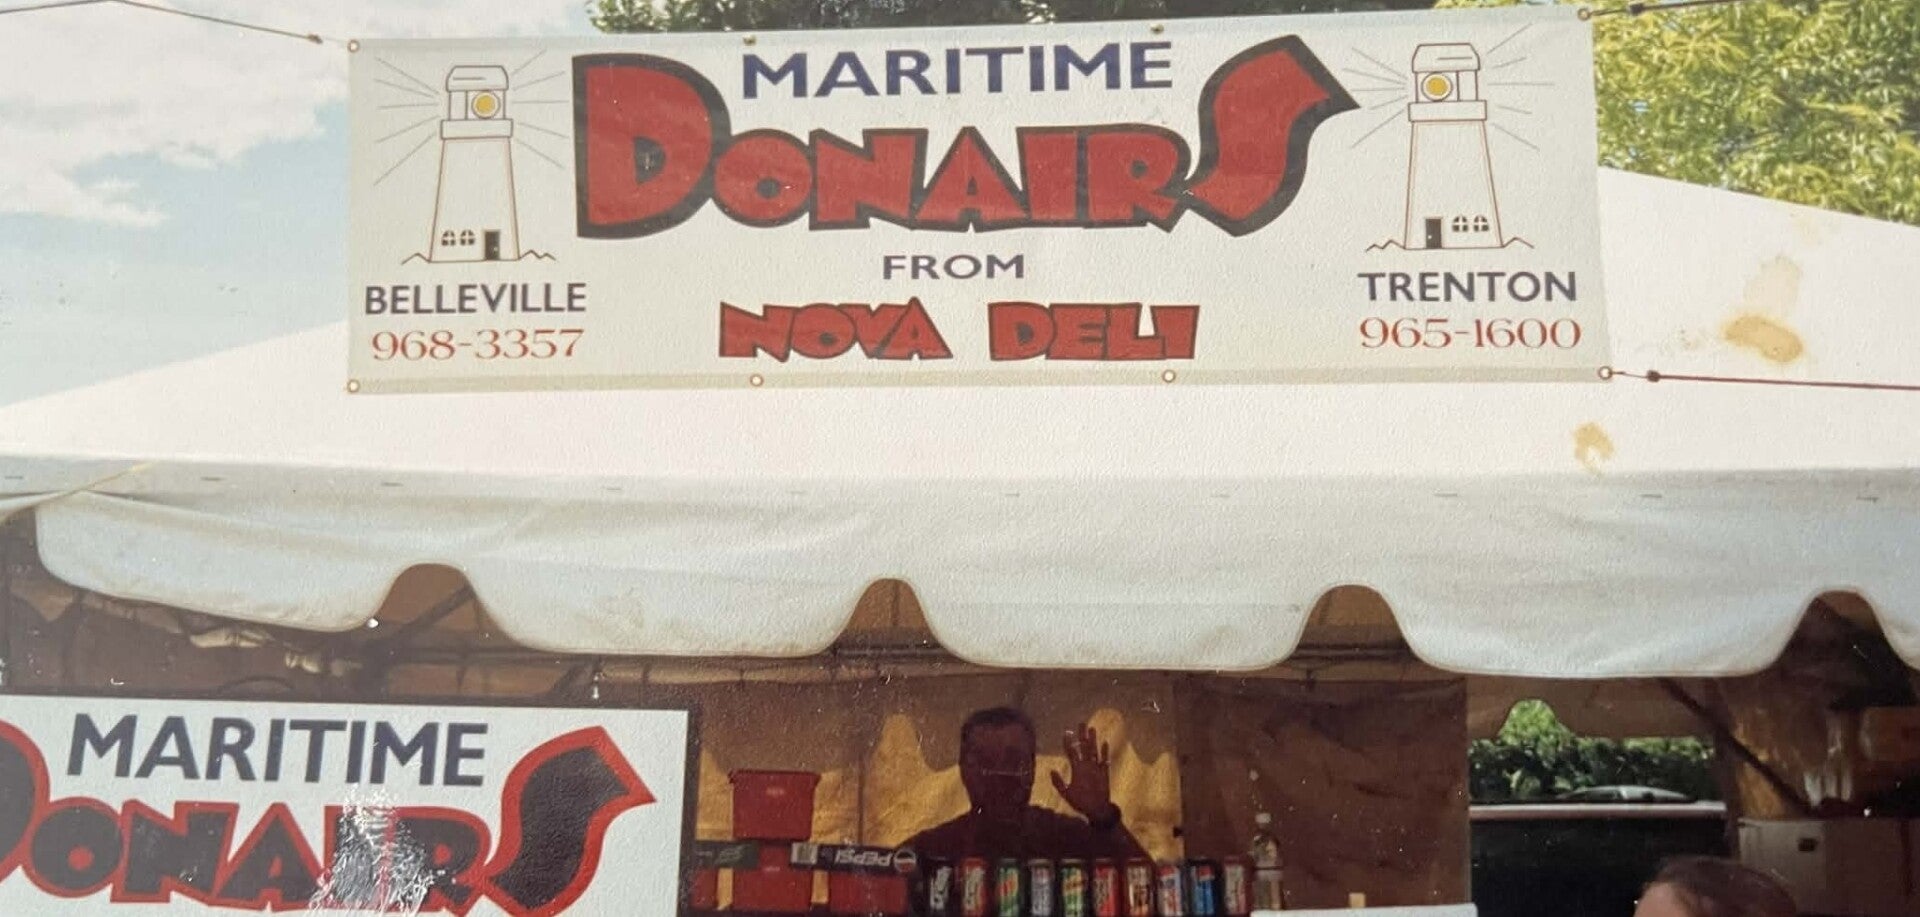 MARITIME
DONAIRS
FROM
NOVA DELI
BELLEVILLE
968-3357
TRENTON
965-1600
MARITIME
DONAIRS
PEPSI